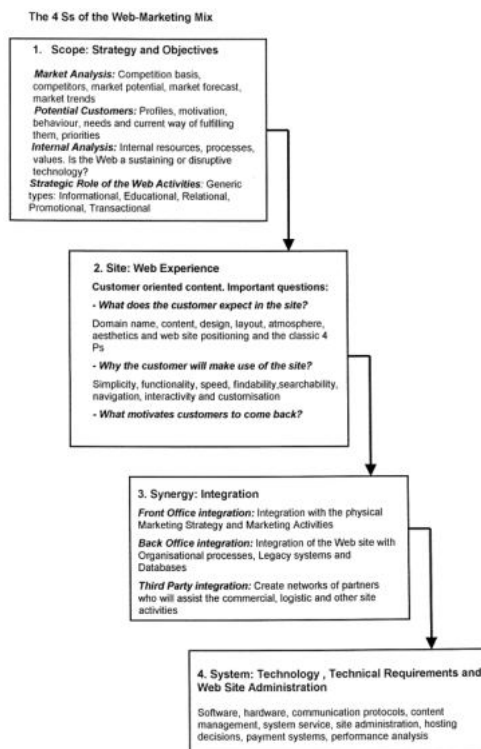 The 4 Ss of the Web-Marketing Mix
1. Scope: Strategy and Objectives
Market Analysis: Competition basis,
competitors, market potential, market forecast,
market trends
Potential Customers: Profiles, motivation,
behaviour, needs and current way of fulfilling
them, priorities
Internal Analysis: Internal resources, processes,
values. Is the Web a sustaining or disruptive
technology?
Strategic Role of the Web Activities: Generic
types: Informational, Educational, Relational,
Promotional, Transactional
2. Site: Web Experience
Customer oriented content. Important questions:
- What does the customer expect in the site?
Domain name, content, design, layout, atmosphere,
aesthetics and web site positioning and the classic 4
Ps
- Why the customer will make use of the site?
Simplicity, functionality, speed, findability,searchability,
navigation, interactivity and customisation
- What motivates customers to come back?
3. Synergy: Integration
Front Office integration: Integration with the physical
Marketing Strategy and Marketing Activities
Back Office integration: Integration of the Web site with
Organisational processes, Legacy systems and
Databases
Third Party integration: Create networks of partners
who will assist the commercial, logistic and other site
activities
4. System: Technology , Technical Requirements and
Web Site Administration
Software, hardware, communication protocols, content
management, system service, site administration, hosting
decisions, payment systems, performance analysis